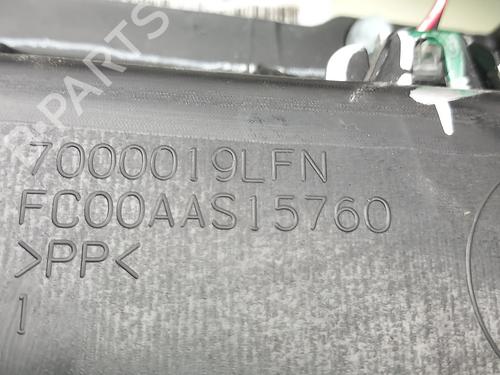 7000019LFN
FC00AAS15760
>PP<
1
B-PARTS